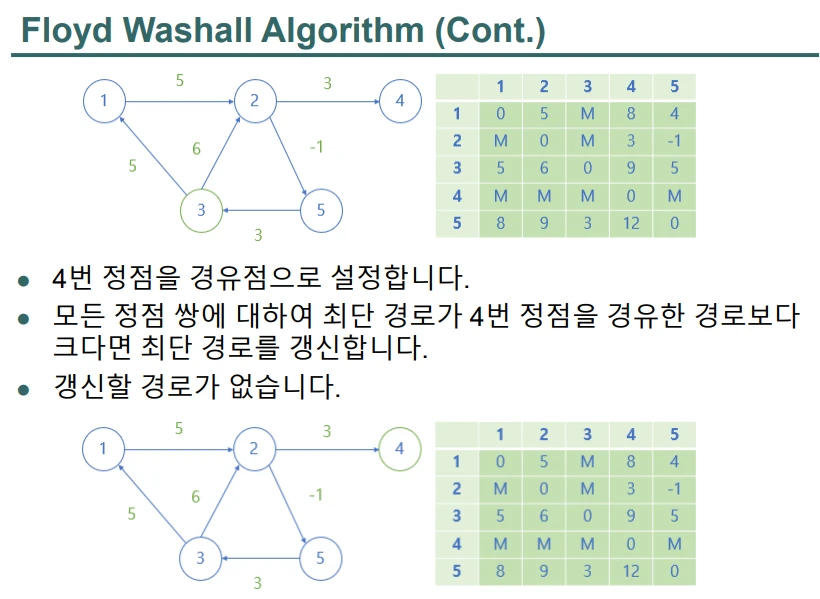 Floyd Washall Algorithm (Cont.)
5
3
1
2
4
6
-1
5
3
5
3
1 2 3 4 5
1 0 5 M 8 4
2 M 0 M 3 -1
3 5 6 0 9 5
4 M M M 0 M
5 8 9 3 12 0
● 4번 정점을 경유점으로 설정합니다.
● 모든 정점 쌍에 대하여 최단 경로가 4번 정점을 경유한 경로보다
크다면 최단 경로를 갱신합니다.
● 갱신할 경로가 없습니다.
5
3
1
2
4
6
-1
5
3
5
3
1 2 3 4 5
1 0 5 M 8 4
2 M 0 M 3 -1
3 5 6 0 9 5
4 M M M 0 M
5 8 9 3 12 0